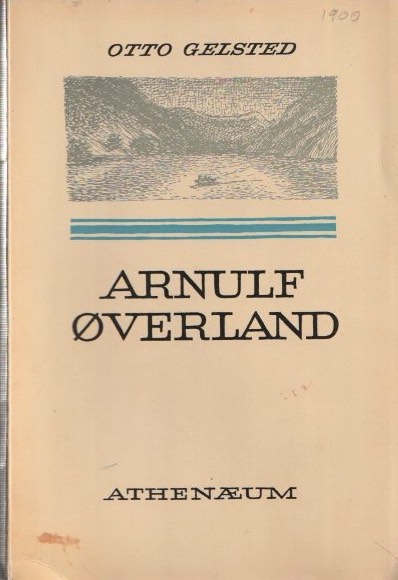 1900
OTTO GELSTED
ARNULF
ØVERLAND
ATHENÆUM